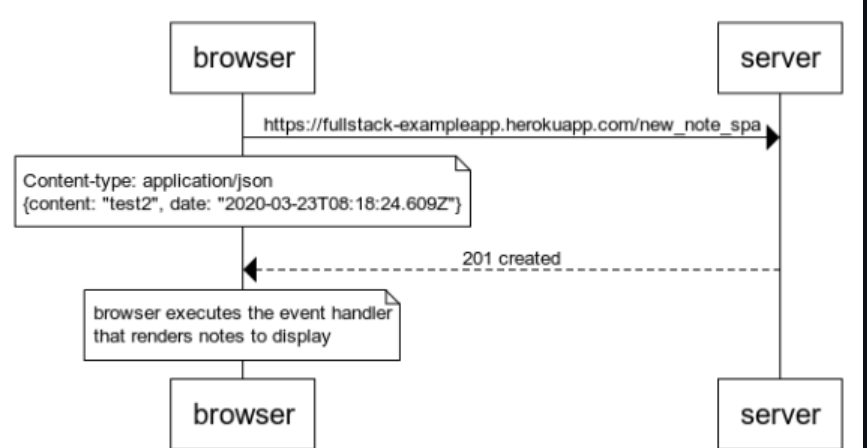 browser
server
https://fullstack-exampleapp.herokuapp.com/new_note_spa
Content-type: application/json
{content: "test2", date: "2020-03-23T08:18:24.609Z"}
201 created
browser executes the event handler
that renders notes to display
browser
server